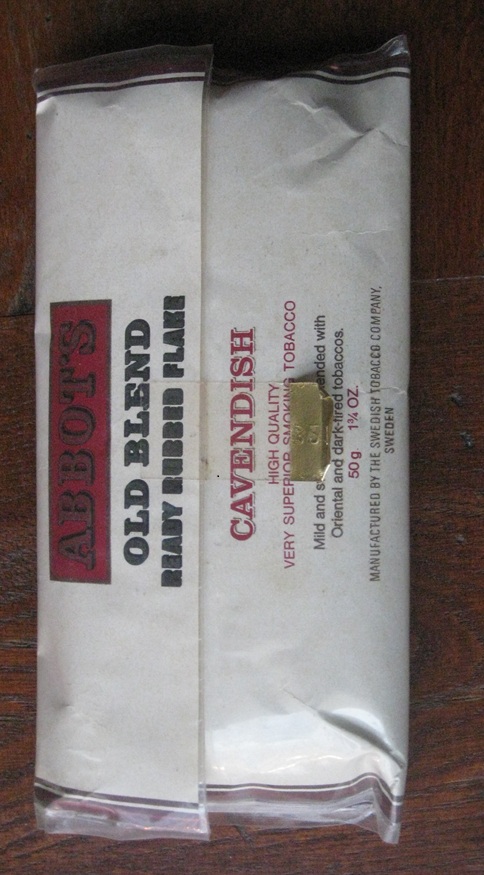 ABBOT'S
OLD BLEND
READY RUBBED FLAKE
CAVENDISH
HIGH QUALITY
VERY SUPERIOR SMOKING TOBACCO
Mild and with
Oriental and dark-fired tobaccos.
50 g 1¾ OZ.
MANUFACTURED BY THE SWEDISH TOBACCO COMPANY,
SWEDEN